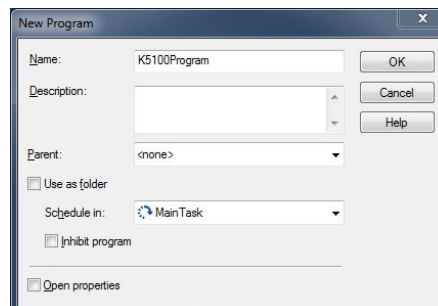 New Program
x
Name: K5100Program OK
Description: Cancel
Help
Parent: <none>
Use as folder
Schedule in: MainTask
Inhibit program
Open properties